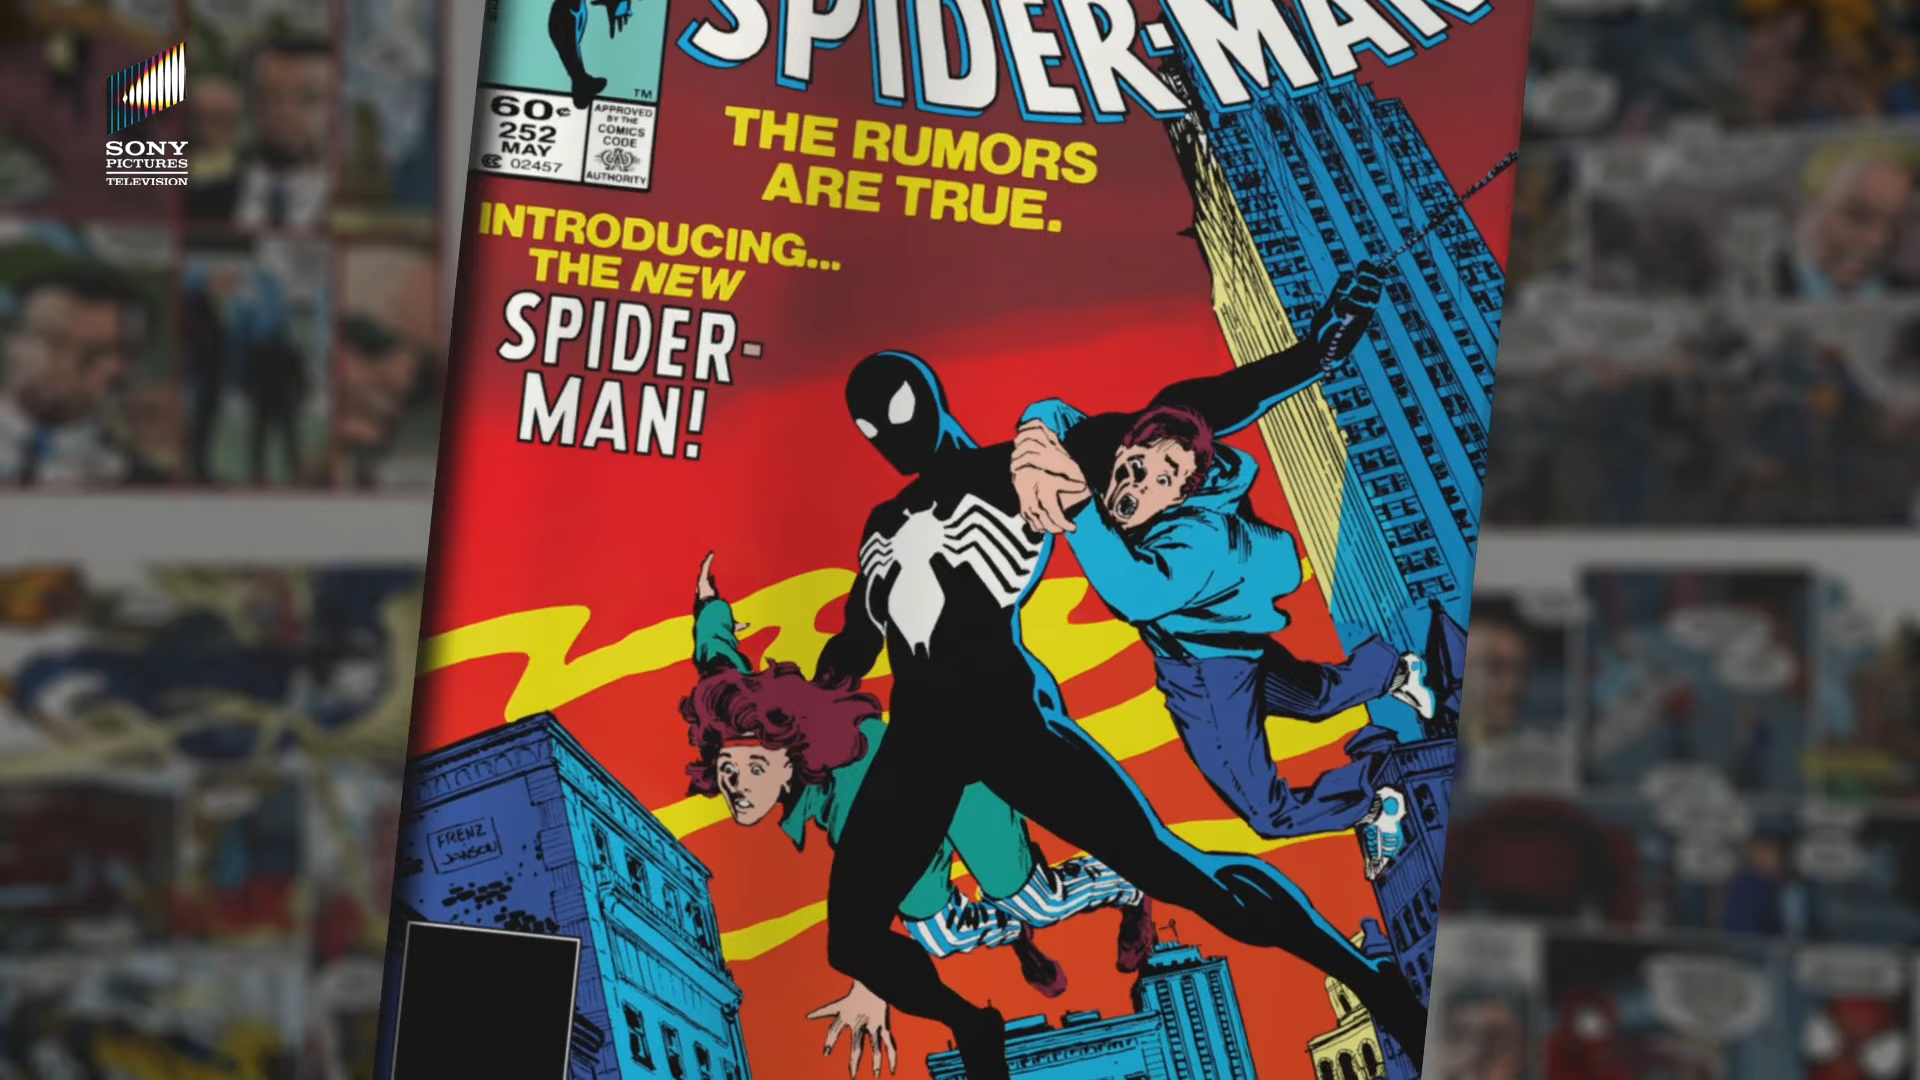 SPIDER-MAN
TM
60¢
252
MAY
02457
APPROVED
BY THE
COMICS
CODE
AUTHORITY
THE RUMORS
ARE TRUE.
INTRODUCING...
THE NEW
SPIDER-
MAN!
FRENZ
JANSON
SONY
PICTURES
TELEVISION